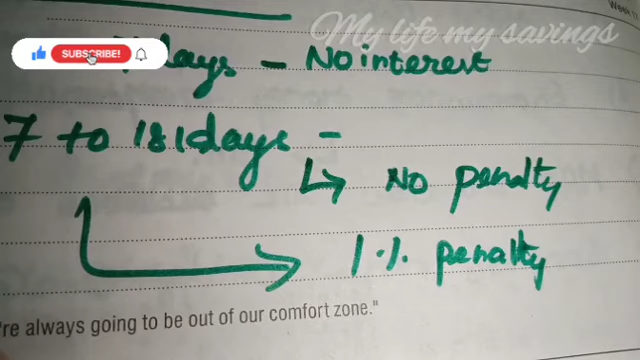 My life my savings
SUBSCRIBE!
days - No interest
7 to 181days -
↳ No penalty
1 % penalty
're always going to be out of our comfort zone."